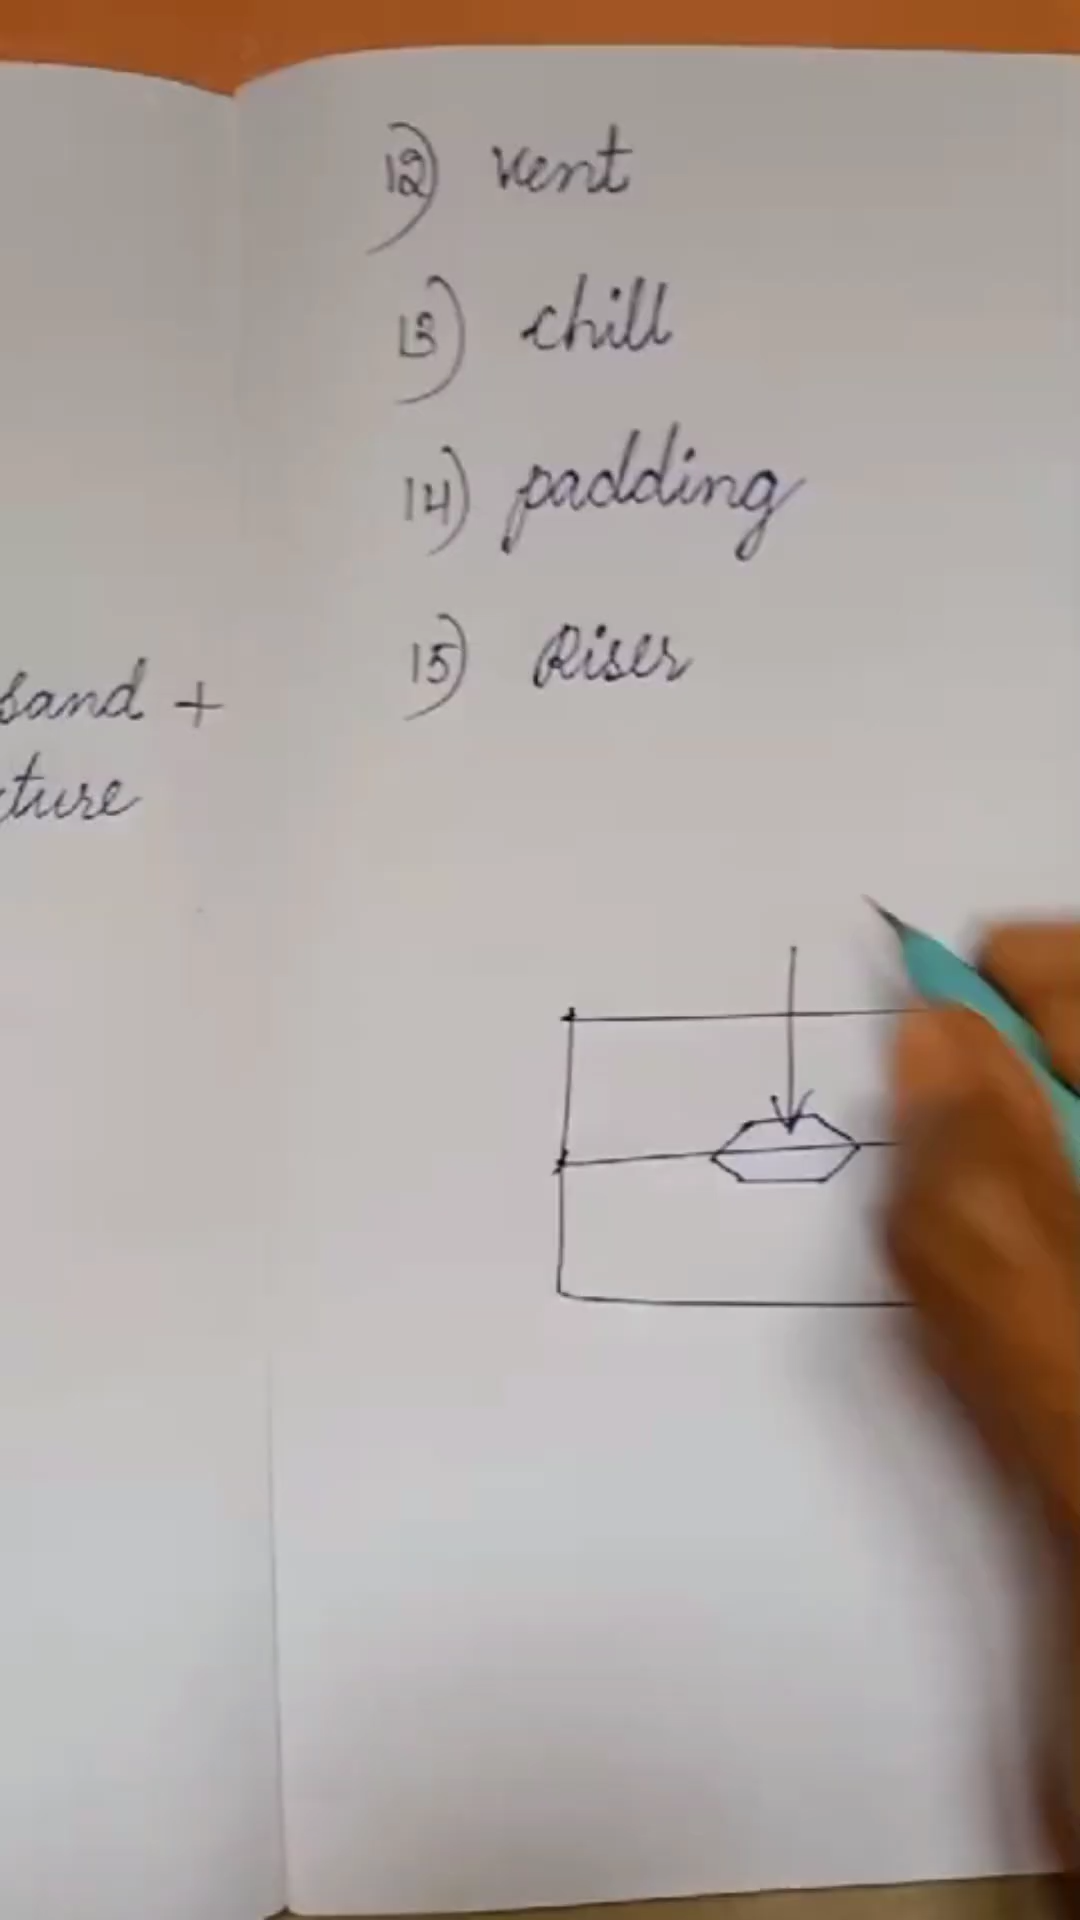 12) vent
13) chill
14) padding
15) Riser
sand +
ture